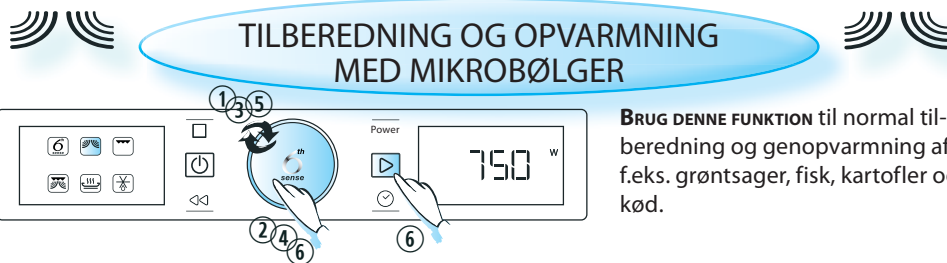 TILBEREDNING OG OPVARMNING
MED MIKROBØLGER
① ③ ⑤
6
th
sense
Power
750 W
② ④ ⑥
⑥
BRUG DENNE FUNKTION til normal til-
beredning og genopvarmning af
f.eks. grøntsager, fisk, kartofler o
kød.